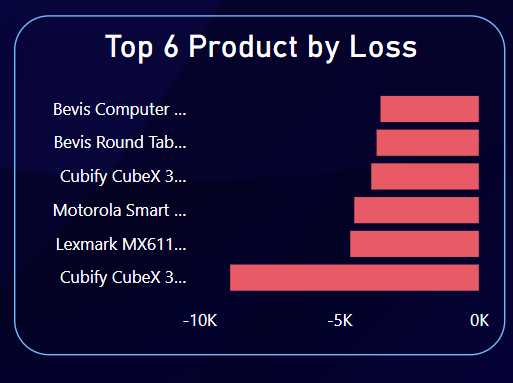 Top 6 Product by Loss
Bevis Computer ...
Bevis Round Tab...
Cubify CubeX 3...
Motorola Smart ...
Lexmark MX611...
Cubify CubeX 3...
-10K -5K 0K